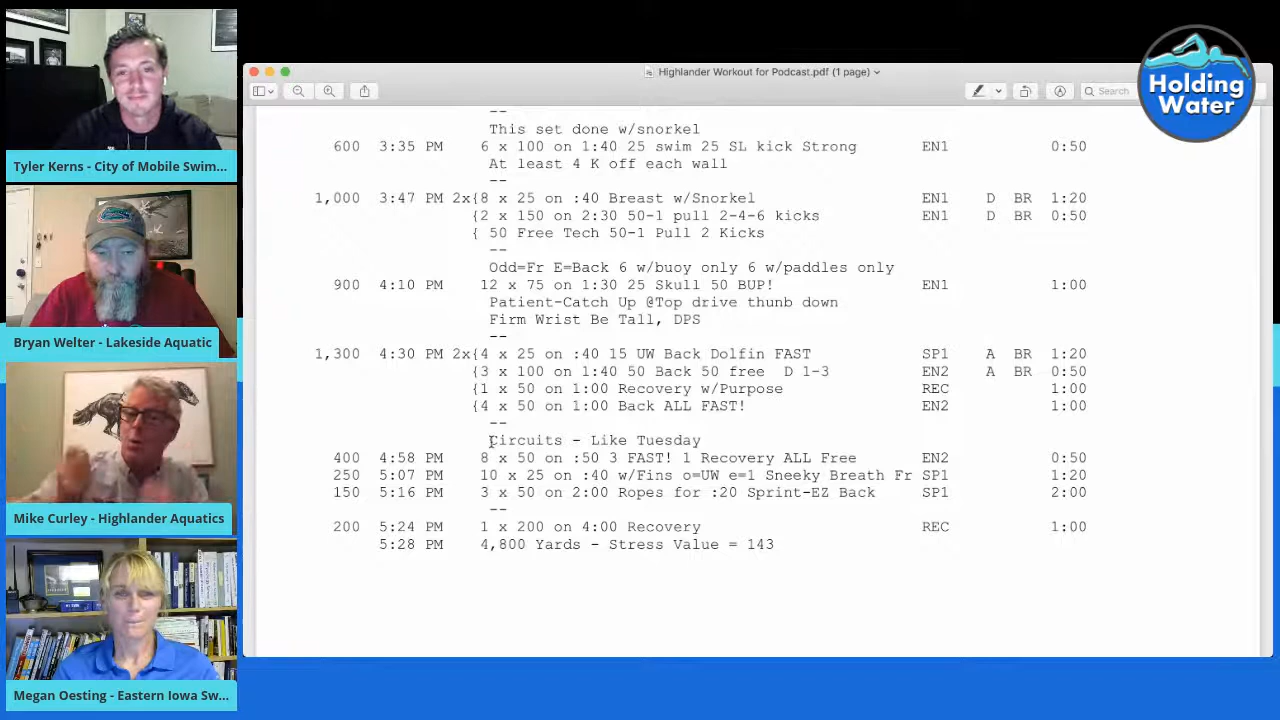 Highlander Workout for Podcast.pdf (1 page)
Search
Holding
Water
Tyler Kerns - City of Mobile Swim...
Bryan Welter - Lakeside Aquatic
Mike Curley - Highlander Aquatics
Megan Oesting - Eastern Iowa Sw...
--
This set done w/snorkel
600 3:35 PM 6 x 100 on 1:40 25 swim 25 SL kick Strong EN1 0:50
At least 4 K off each wall
--
1,000 3:47 PM 2x{8 x 25 on :40 Breast w/Snorkel EN1 D BR 1:20
{2 x 150 on 2:30 50-1 pull 2-4-6 kicks EN1 D BR 0:50
{ 50 Free Tech 50-1 Pull 2 Kicks
--
Odd=Fr E=Back 6 w/buoy only 6 w/paddles only
900 4:10 PM 12 x 75 on 1:30 25 Skull 50 BUP! EN1 1:00
Patient-Catch Up @Top drive thunb down
Firm Wrist Be Tall, DPS
--
1,300 4:30 PM 2x{4 x 25 on :40 15 UW Back Dolfin FAST SP1 A BR 1:20
{3 x 100 on 1:40 50 Back 50 free D 1-3 EN2 A BR 0:50
{1 x 50 on 1:00 Recovery w/Purpose REC 1:00
{4 x 50 on 1:00 Back ALL FAST! EN2 1:00
--
Circuits - Like Tuesday
400 4:58 PM 8 x 50 on :50 3 FAST! 1 Recovery ALL Free EN2 0:50
250 5:07 PM 10 x 25 on :40 w/Fins o=UW e=1 Sneeky Breath Fr SP1 1:20
150 5:16 PM 3 x 50 on 2:00 Ropes for :20 Sprint-EZ Back SP1 2:00
--
200 5:24 PM 1 x 200 on 4:00 Recovery REC 1:00
5:28 PM 4,800 Yards - Stress Value = 143